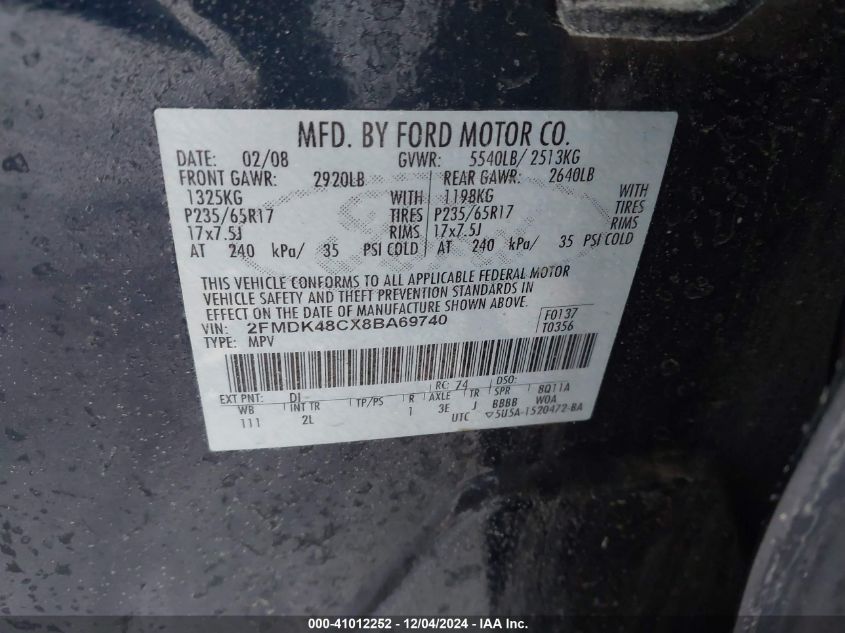 MFD. BY FORD MOTOR CO.
DATE: 02/08 GVWR: 5540LB/ 2513KG
FRONT GAWR: 2920LB REAR GAWR: 2640LB
1325KG WITH 1198KG WITH
P235/65R17 TIRES P235/65R17 TIRES
17x7.5J RIMS 17x7.5J RIMS
AT 240 kPa/ 35 PSI COLD AT 240 kPa/ 35 PSI COLD
THIS VEHICLE CONFORMS TO ALL APPLICABLE FEDERAL MOTOR
VEHICLE SAFETY AND THEFT PREVENTION STANDARDS IN
EFFECT ON THE DATE OF MANUFACTURE SHOWN ABOVE.
VIN: 2FMDK48CX8BA69740 F0137
TYPE: MPV T0356
EXT PNT: DI RC: 74 DSO:
WB INT TR TP/PS R AXLE TR SPR 8Q11A
111 2L 1 3E J BBBB W0A
UTC ▽5U5A-1520472-BA
000-41012252 - 12/04/2024 - IAA Inc.